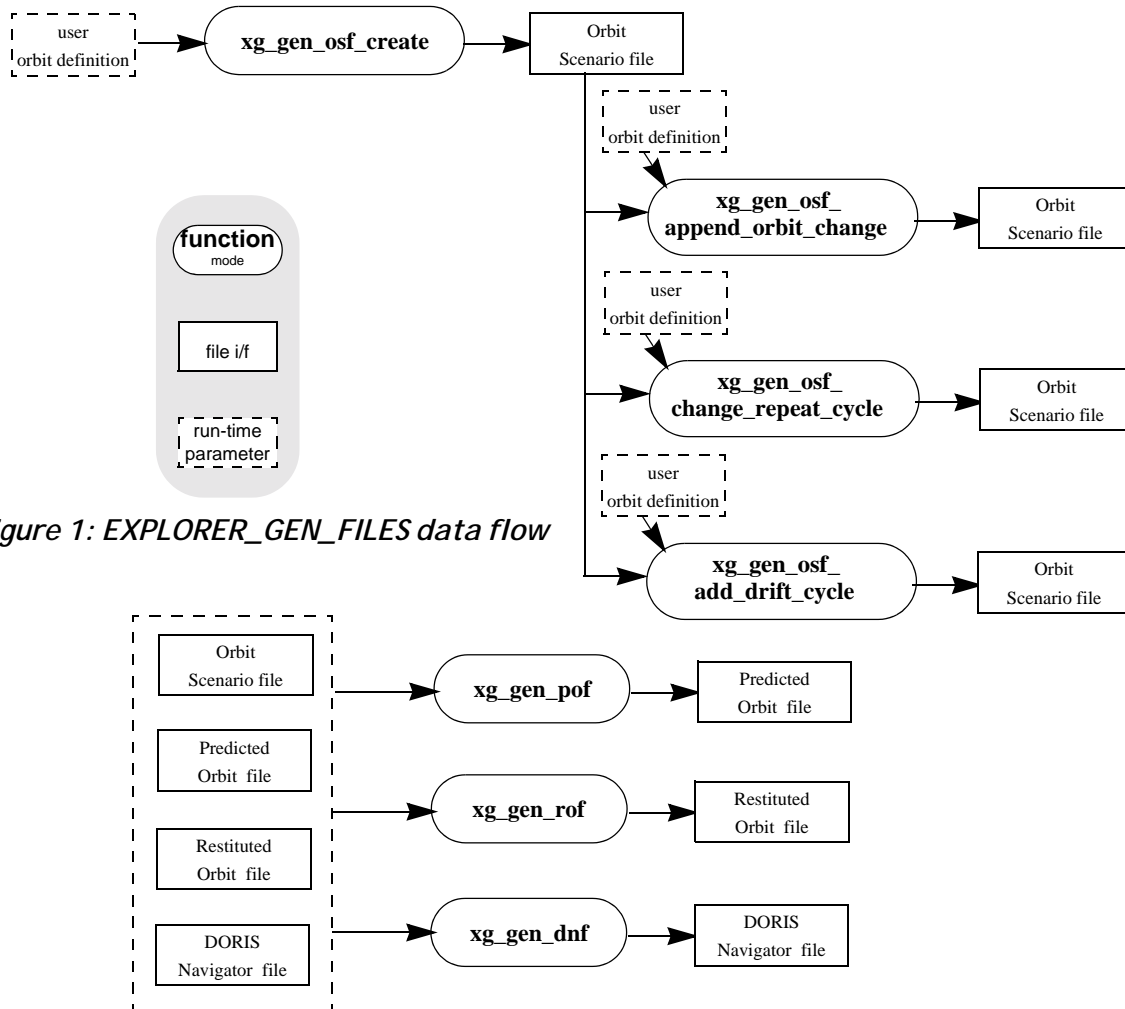 user
orbit definition
xg_gen_osf_create
Orbit
Scenario file
user
orbit definition
xg_gen_osf_
append_orbit_change
Orbit
Scenario file
function
mode
file i/f
run-time
parameter
user
orbit definition
xg_gen_osf_
change_repeat_cycle
Orbit
Scenario file
user
orbit definition
xg_gen_osf_
add_drift_cycle
Orbit
Scenario file
gure 1: EXPLORER_GEN_FILES data flow
Orbit
Scenario file
xg_gen_pof
Predicted
Orbit file
Predicted
Orbit file
xg_gen_rof
Restituted
Orbit file
Restituted
Orbit file
xg_gen_dnf
DORIS
Navigator file
DORIS
Navigator file